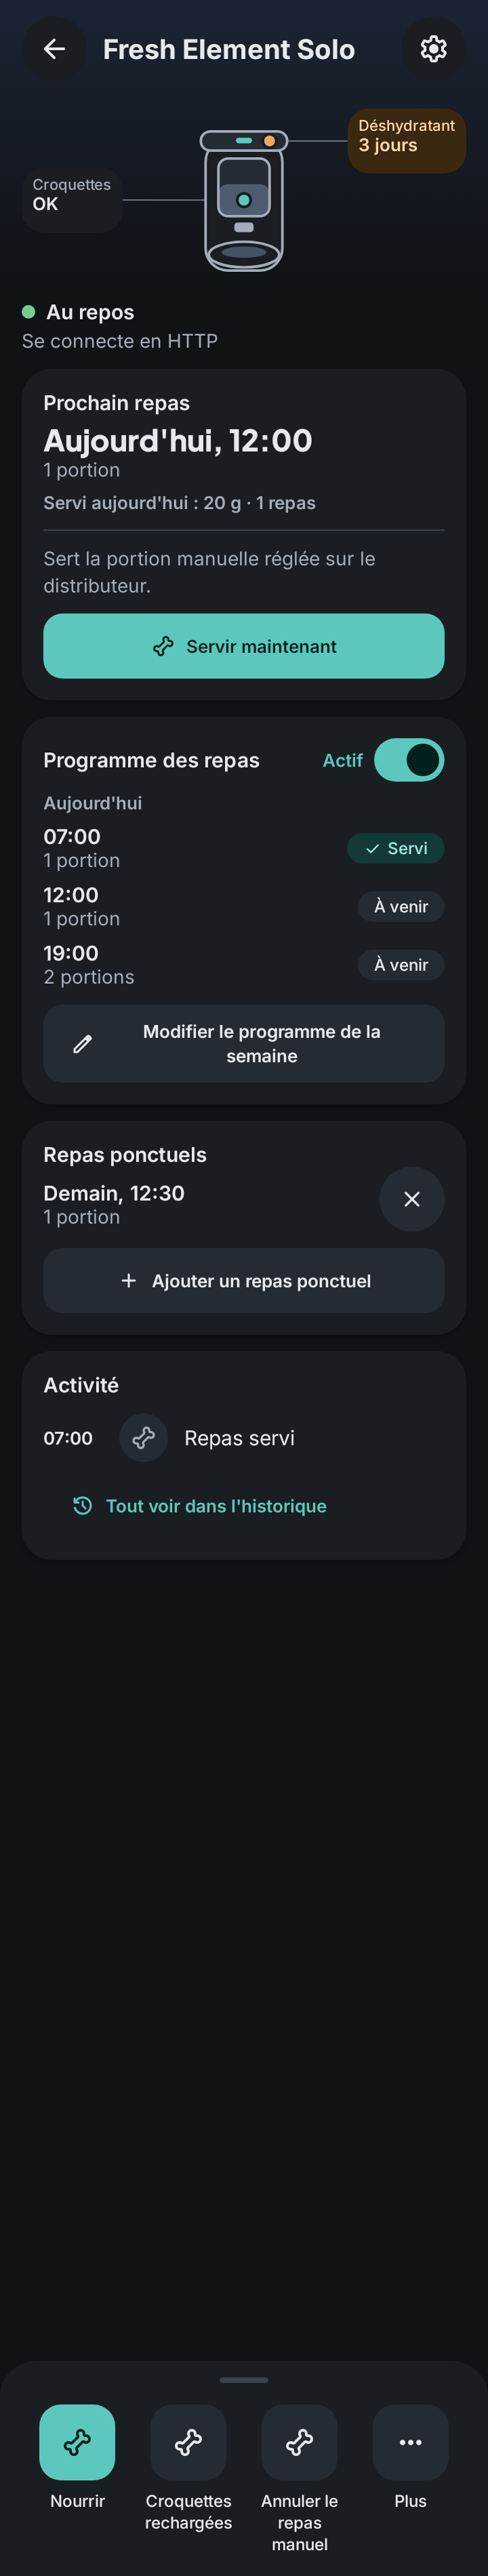 Fresh Element Solo
Déshydratant
3 jours
Croquettes
OK
Au repos
Se connecte en HTTP
Prochain repas
Aujourd'hui, 12:00
1 portion
Servi aujourd'hui : 20 g · 1 repas
Sert la portion manuelle réglée sur le
distributeur.
Servir maintenant
Programme des repas
Actif
Aujourd'hui
07:00
1 portion
Servi
12:00
1 portion
À venir
19:00
2 portions
À venir
Modifier le programme de la
semaine
Repas ponctuels
Demain, 12:30
1 portion
Ajouter un repas ponctuel
Activité
07:00
Repas servi
Tout voir dans l'historique
Nourrir
Croquettes
rechargées
Annuler le
repas
manuel
Plus